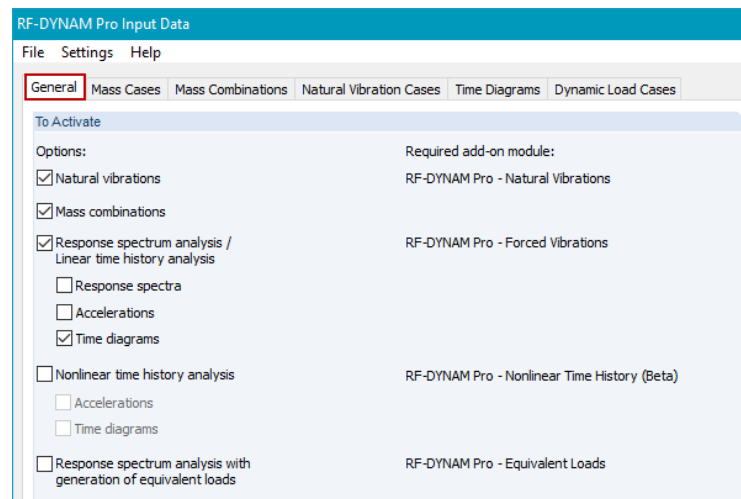 RF-DYNAM Pro Input Data
File Settings Help
General Mass Cases Mass Combinations Natural Vibration Cases Time Diagrams Dynamic Load Cases
To Activate
Options: Required add-on module:
Natural vibrations RF-DYNAM Pro - Natural Vibrations
Mass combinations
Response spectrum analysis / RF-DYNAM Pro - Forced Vibrations
Linear time history analysis
Response spectra
Accelerations
Time diagrams
Nonlinear time history analysis RF-DYNAM Pro - Nonlinear Time History (Beta)
Accelerations
Time diagrams
Response spectrum analysis with RF-DYNAM Pro - Equivalent Loads
generation of equivalent loads